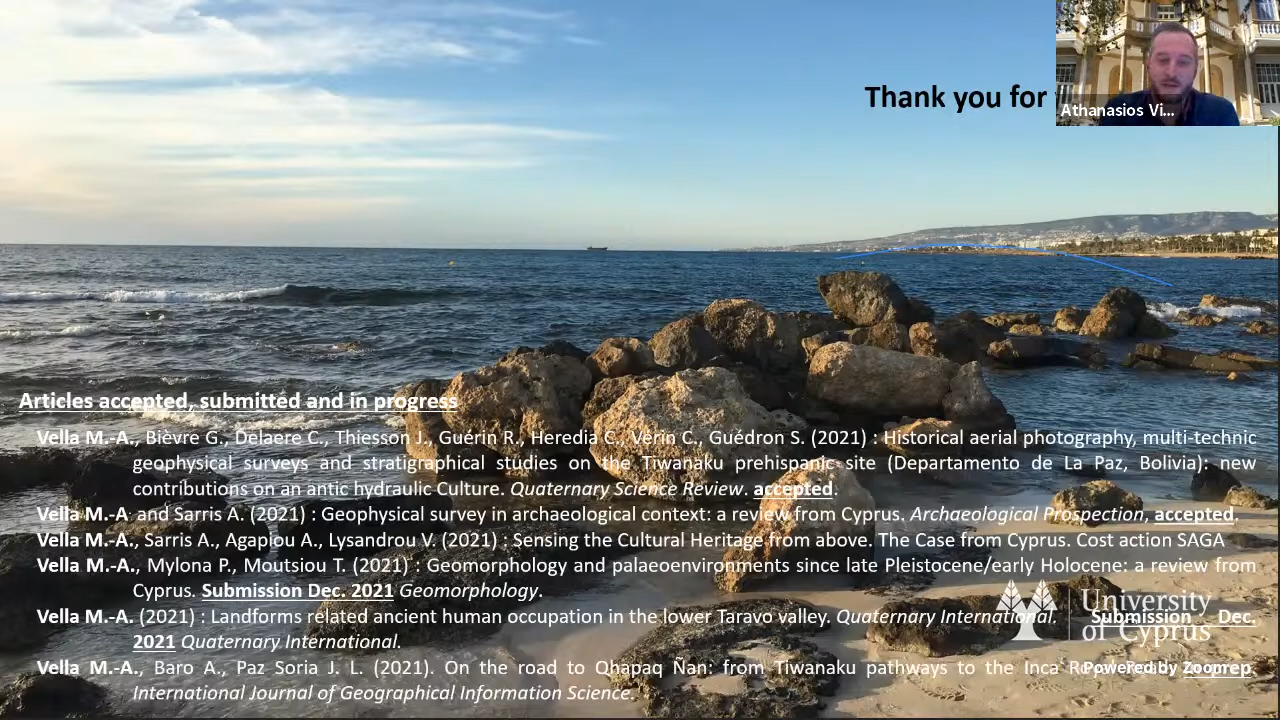 Thank you for
Athanasios Vi...
Articles accepted, submitted and in progress
Vella M.-A., Bièvre G., Delaere C., Thiesson J., Guérin R., Heredia C., Vérin C., Guédron S. (2021) : Historical aerial photography, multi-technic
geophysical surveys and stratigraphical studies on the Tiwanaku prehispanic site (Departamento de La Paz, Bolivia): new
contributions on an antic hydraulic Culture. Quaternary Science Review. accepted.
Vella M.-A and Sarris A. (2021) : Geophysical survey in archaeological context: a review from Cyprus. Archaeological Prospection, accepted.
Vella M.-A., Sarris A., Agapiou A., Lysandrou V. (2021) : Sensing the Cultural Heritage from above. The Case from Cyprus. Cost action SAGA
Vella M.-A., Mylona P., Moutsiou T. (2021) : Geomorphology and palaeoenvironments since late Pleistocene/early Holocene: a review from
Cyprus. Submission Dec. 2021 Geomorphology.
Vella M.-A. (2021) : Landforms related ancient human occupation in the lower Taravo valley. Quaternary International. Submission Dec.
2021 Quaternary International.
University
of Cyprus
Vella M.-A., Baro A., Paz Soria J. L. (2021). On the road to Qhapaq Ñan: from Tiwanaku pathways to the Inca
International Journal of Geographical Information Science.
Powered by Zoom